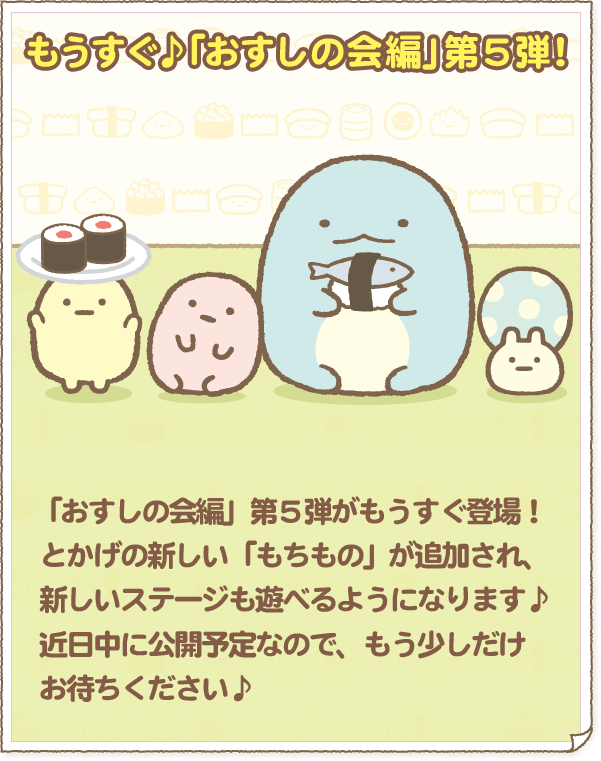 もうすぐ♪「おすしの会編」第５弾！
「おすしの会編」第５弾がもうすぐ登場！
とかげの新しい「もちもの」が追加され、
新しいステージも遊べるようになります♪
近日中に公開予定なので、もう少しだけ
お待ちください♪